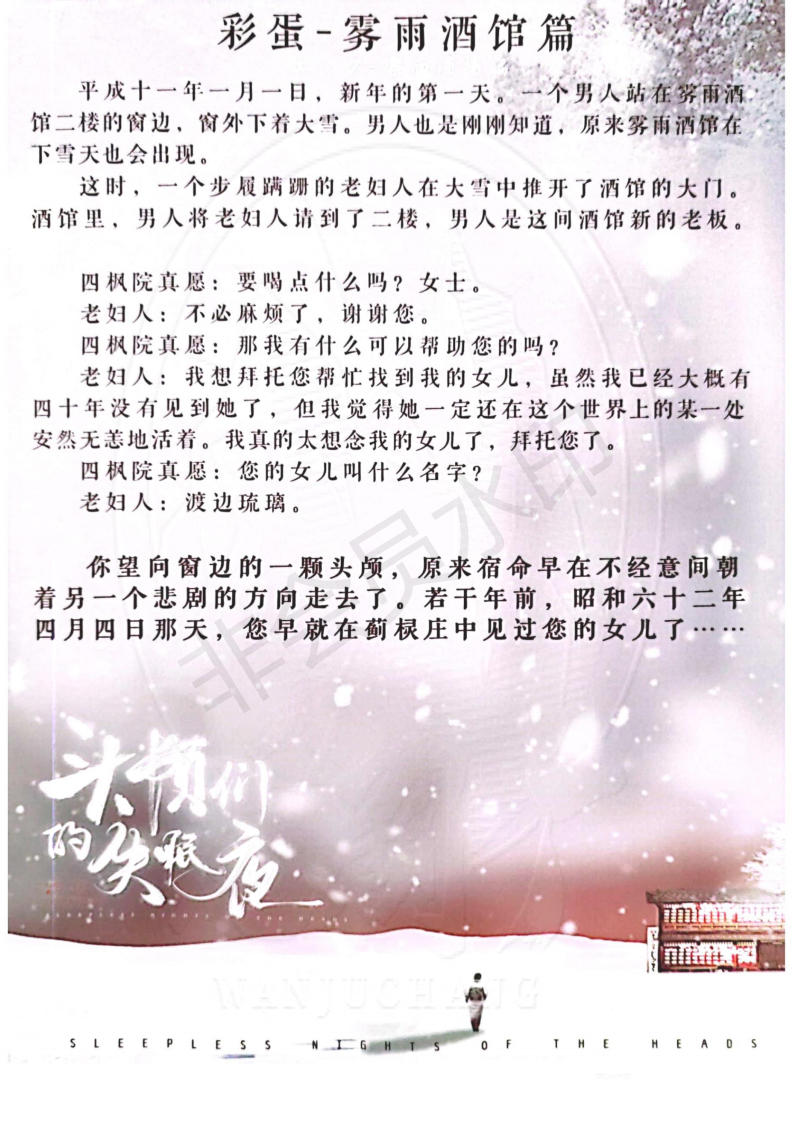 彩蛋-雾雨酒馆篇
平成十一年一月一日，新年的第一天。一个男人站在雾雨酒
馆二楼的窗边，窗外下着大雪。男人也是刚刚知道，原来雾雨酒馆在
下雪天也会出现。
这时，一个步履蹒跚的老妇人在大雪中推开了酒馆的大门。
酒馆里，男人将老妇人请到了二楼，男人是这间酒馆新的老板。
四枫院真愿：要喝点什么吗？女士。
老妇人：不必麻烦了，谢谢您。
四枫院真愿：那我有什么可以帮助您的吗？
老妇人：我想拜托您帮忙找到我的女儿，虽然我已经大概有
四十年没有见到她了，但我觉得她一定还在这个世界上的某一处
安然无恙地活着。我真的太想念我的女儿了，拜托您了。
四枫院真愿：您的女儿叫什么名字？
老妇人：渡边琉璃。
你望向窗边的一颗头颅，原来宿命早在不经意间朝
着另一个悲剧的方向走去了。若干年前，昭和六十二年
四月四日那天，您早就在蓟棂庄中见过您的女儿了……
非会员水印
头颅们
的失眠夜
SLEEPLESS NIGHTS OF THE HEADS
WANJUCHANG
SLEEPLESS NIGHTS OF THE HEADS